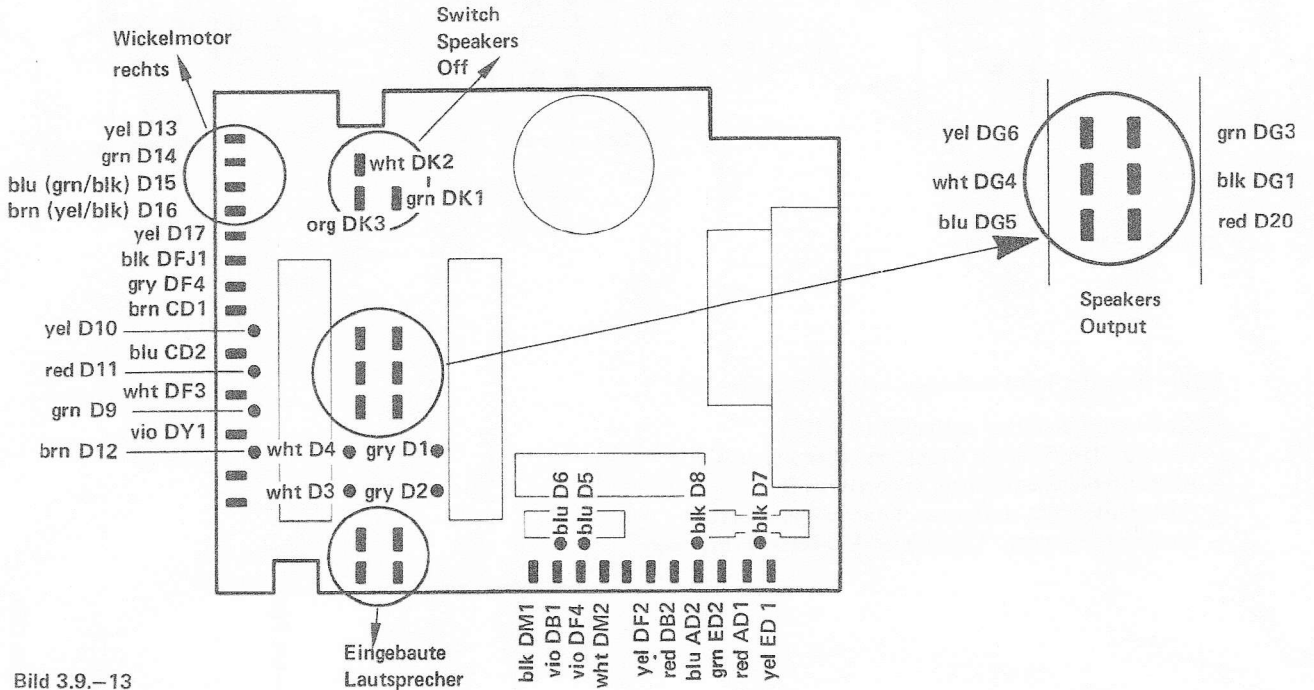 Wickelmotor
rechts
Switch
Speakers
Off
yel D13
grn D14
blu (grn/blk) D15
brn (yel/blk) D16
yel D17
blk DFJ1
gry DF4
brn CD1
yel D10
blu CD2
red D11
wht DF3
grn D9
vio DY1
brn D12
wht DK2
grn DK1
org DK3
wht D4
gry D1
wht D3
gry D2
yel DG6
grn DG3
wht DG4
blk DG1
blu DG5
red D20
Speakers
Output
blu D6
blu D5
blk D8
blk D7
blk DM1
vio DB1
vio DF4
wht DM2
yel DF2
red DB2
blu AD2
grn ED2
red AD1
yel ED 1
Eingebaute
Lautsprecher
Bild 3.9.–13